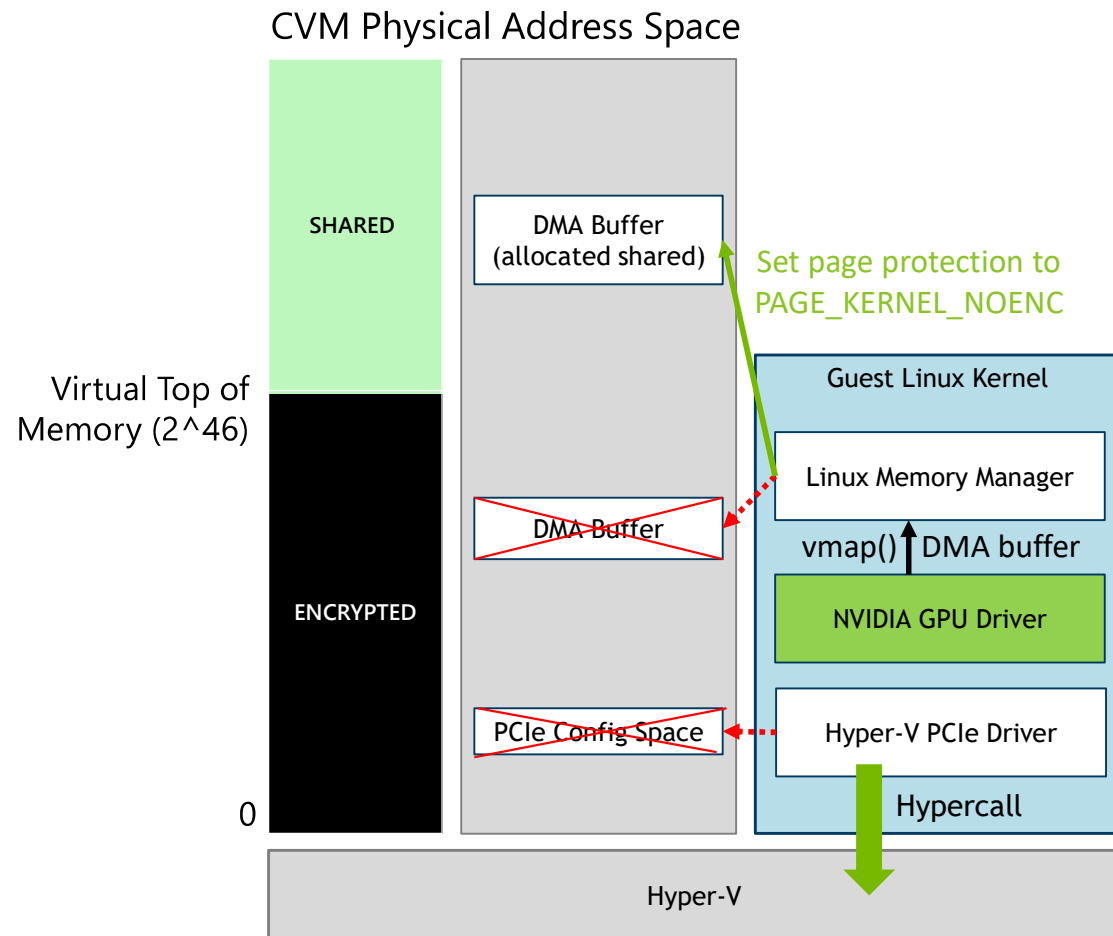 CVM Physical Address Space
SHARED
DMA Buffer
(allocated shared)
Set page protection to
PAGE_KERNEL_NOENC
Virtual Top of
Memory (2^46)
Guest Linux Kernel
Linux Memory Manager
DMA Buffer
vmap() DMA buffer
ENCRYPTED
NVIDIA GPU Driver
PCIe Config Space
Hyper-V PCIe Driver
0
Hypercall
Hyper-V